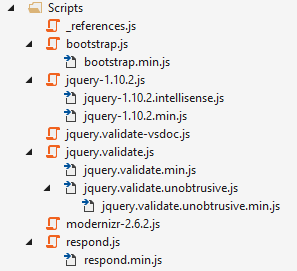 Scripts
_references.js
bootstrap.js
bootstrap.min.js
jquery-1.10.2.js
jquery-1.10.2.intellisense.js
jquery-1.10.2.min.js
jquery.validate-vsdoc.js
jquery.validate.js
jquery.validate.min.js
jquery.validate.unobtrusive.js
jquery.validate.unobtrusive.min.js
modernizr-2.6.2.js
respond.js
respond.min.js